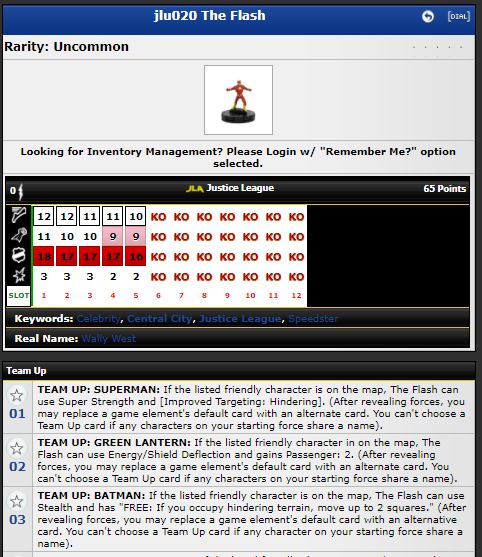 jlu020 The Flash
[DIAL]
Rarity: Uncommon
Looking for Inventory Management? Please Login w/ "Remember Me?" option
selected.
0 JLA Justice League 65 Points
12 12 11 11 10 KO KO KO KO KO KO KO
11 10 10 9 9 KO KO KO KO KO KO KO
18 17 17 17 16 KO KO KO KO KO KO KO
3 3 3 2 2 KO KO KO KO KO KO KO
SLOT 1 2 3 4 5 6 7 8 9 10 11 12
Keywords: Celebrity, Central City, Justice League, Speedster
Real Name: Wally West
Team Up
01 TEAM UP: SUPERMAN: If the listed friendly character is on the map, The Flash can
use Super Strength and [Improved Targeting: Hindering]. (After revealing forces, you
may replace a game element's default card with an alternate card. You can't choose a
Team Up card if any characters on your starting force share a name).
02 TEAM UP: GREEN LANTERN: If the listed friendly character in on the map, The
Flash can use Energy/Shield Deflection and gains Passenger: 2. (After revealing
forces, you may replace a game element's default card with an alternate card. You
can't choose a Team Up card if any characters on your starting force share a name).
03 TEAM UP: BATMAN: If the listed friendly character is on the map, The Flash can use
Stealth and has "FREE: If you occupy hindering terrain, move up to 2 squares." (After
revealing forces, you may replace a game element's default card with an alternative
card. You can't choose a Team Up card if any character on your starting force share a
name).